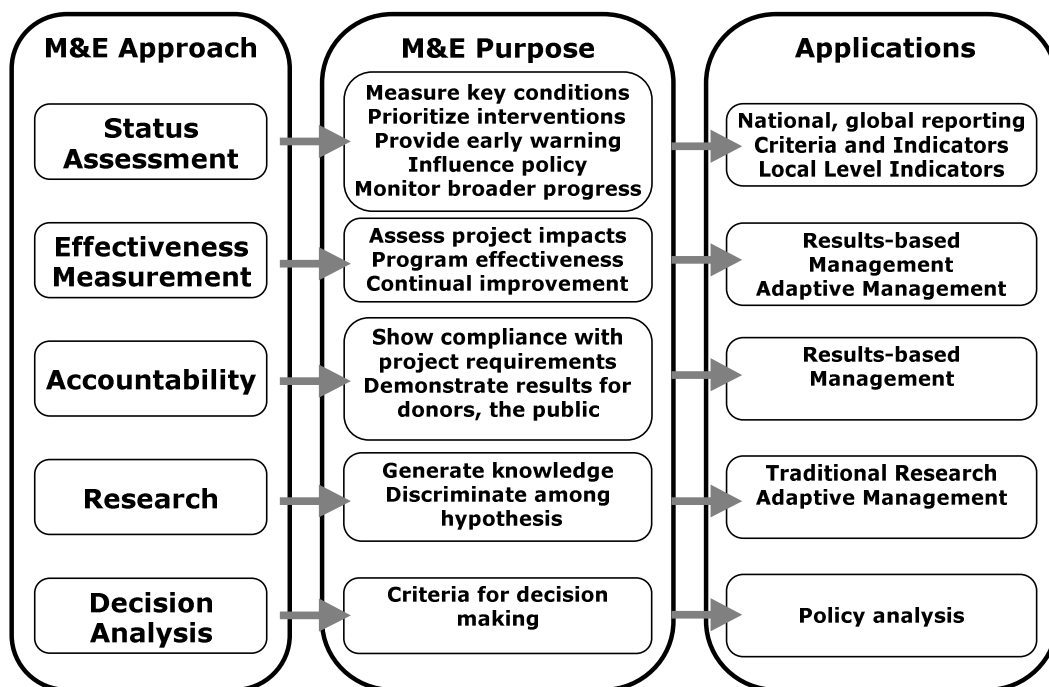 M&E Approach
M&E Purpose
Applications
Status
Assessment
Measure key conditions
Prioritize interventions
Provide early warning
Influence policy
Monitor broader progress
National, global reporting
Criteria and Indicators
Local Level Indicators
Effectiveness
Measurement
Assess project impacts
Program effectiveness
Continual improvement
Results-based
Management
Adaptive Management
Accountability
Show compliance with
project requirements
Demonstrate results for
donors, the public
Results-based
Management
Research
Generate knowledge
Discriminate among
hypothesis
Traditional Research
Adaptive Management
Decision
Analysis
Criteria for decision
making
Policy analysis